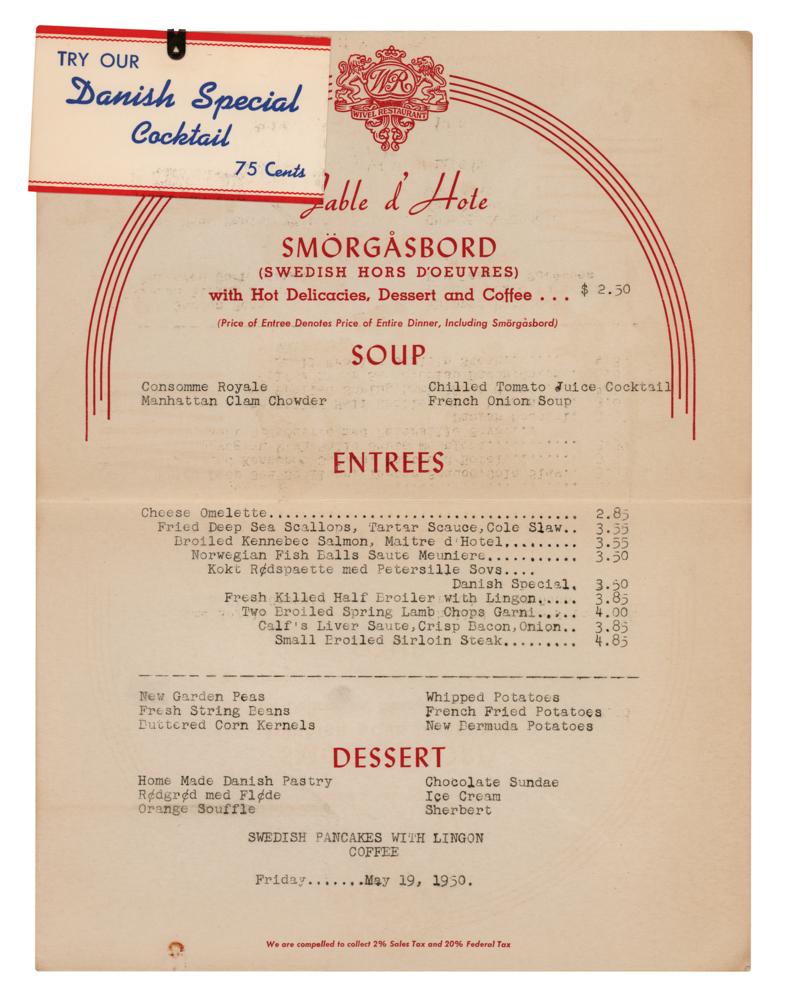 TRY OUR
Danish Special
Cocktail
75 Cents
WR
WIVEL RESTAURANT
Table d'Hote
SMÖRGÅSBORD
(SWEDISH HORS D'OEUVRES)
with Hot Delicacies, Dessert and Coffee . . . $ 2.50
(Price of Entree Denotes Price of Entire Dinner, Including Smörgåsbord)
SOUP
Consomme Royale Chilled Tomato Juice Cocktail
Manhattan Clam Chowder French Onion Soup
ENTREES
Cheese Omelette.................................... 2.85
Fried Deep Sea Scallops, Tartar Scauce,Cole Slaw.. 3.55
Broiled Kennebec Salmon, Maitre d'Hotel......... 3.55
Norwegian Fish Balls Saute Meuniere........... 3.50
Kokt Rødspaette med Petersille Sovs....
Danish Special. 3.50
Fresh Killed Half Broiler with Lingon..... 3.85
Two Broiled Spring Lamb Chops Garni..... 4.00
Calf's Liver Saute,Crisp Bacon,Onion.. 3.85
Small Broiled Sirloin Steak......... 4.85
New Garden Peas Whipped Potatoes
Fresh String Beans French Fried Potatoes
Buttered Corn Kernels New Bermuda Potatoes
DESSERT
Home Made Danish Pastry Chocolate Sundae
Rødgrød med Fløde Ice Cream
Orange Souffle Sherbert
SWEDISH PANCAKES WITH LINGON
COFFEE
Friday.......May 19, 1950.
We are compelled to collect 2% Sales Tax and 20% Federal Tax